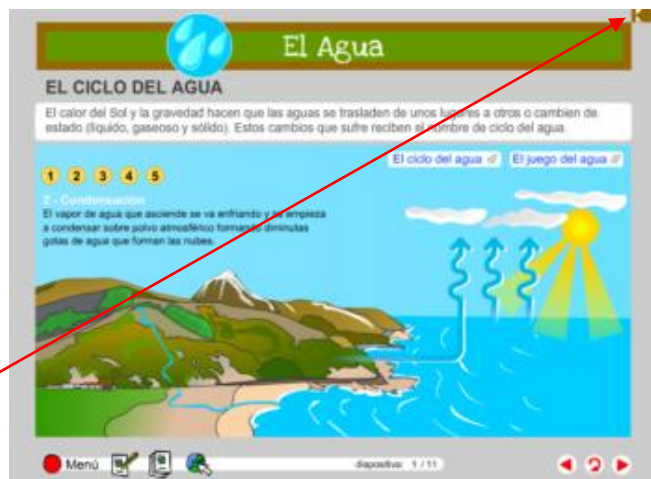 El Agua
EL CICLO DEL AGUA
El calor del Sol y la gravedad hacen que las aguas se trasladen de unos lugares a otros o cambien de
estado (líquido, gaseoso y sólido). Estos cambios que sufre reciben el nombre de ciclo del agua
El ciclo del agua El juego del agua
1 2 3 4 5
2 - Condensación
El vapor de agua que asciende se va enfriando y se empieza
a condensar sobre polvo atmosférico formando diminutas
gotas de agua que forman las nubes.
Menú diapositiva: 1 / 11